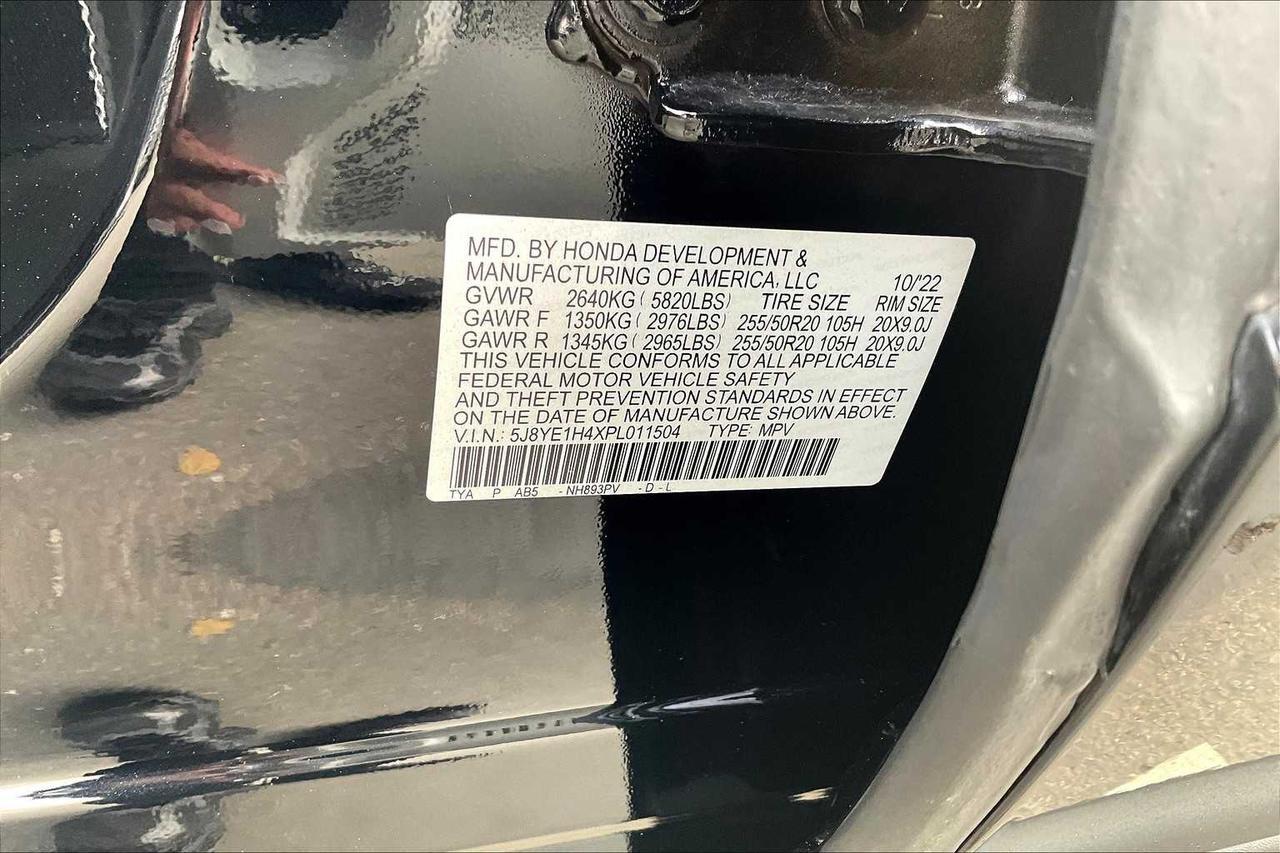 MFD. BY HONDA DEVELOPMENT &
MANUFACTURING OF AMERICA, LLC 10/'22
GVWR 2640KG ( 5820LBS) TIRE SIZE RIM SIZE
GAWR F 1350KG ( 2976LBS) 255/50R20 105H 20X9.0J
GAWR R 1345KG ( 2965LBS) 255/50R20 105H 20X9.0J
THIS VEHICLE CONFORMS TO ALL APPLICABLE
FEDERAL MOTOR VEHICLE SAFETY
AND THEFT PREVENTION STANDARDS IN EFFECT
ON THE DATE OF MANUFACTURE SHOWN ABOVE.
V.I.N.: 5J8YE1H4XPL011504 TYPE: MPV
TYA P AB5 - NH893PV - D - L